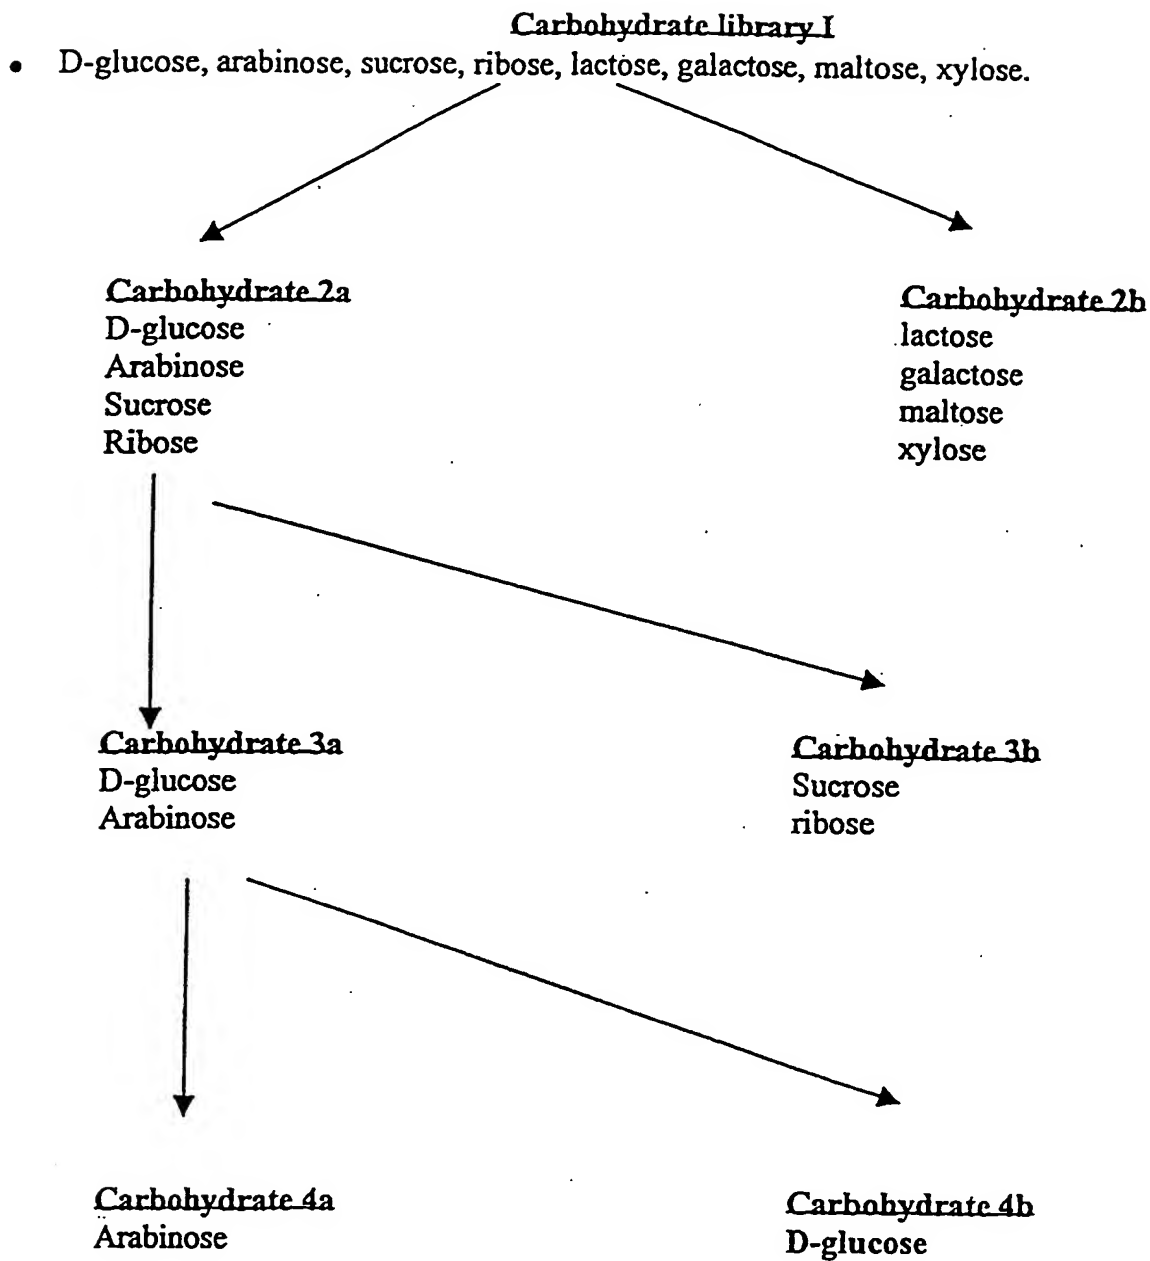 Carbohydrate library I
• D-glucose, arabinose, sucrose, ribose, lactose, galactose, maltose, xylose.
Carbohydrate 2a
D-glucose
Arabinose
Sucrose
Ribose
Carbohydrate 2b
lactose
galactose
maltose
xylose
Carbohydrate 3a
D-glucose
Arabinose
Carbohydrate 3b
Sucrose
ribose
Carbohydrate 4a
Arabinose
Carbohydrate 4b
D-glucose